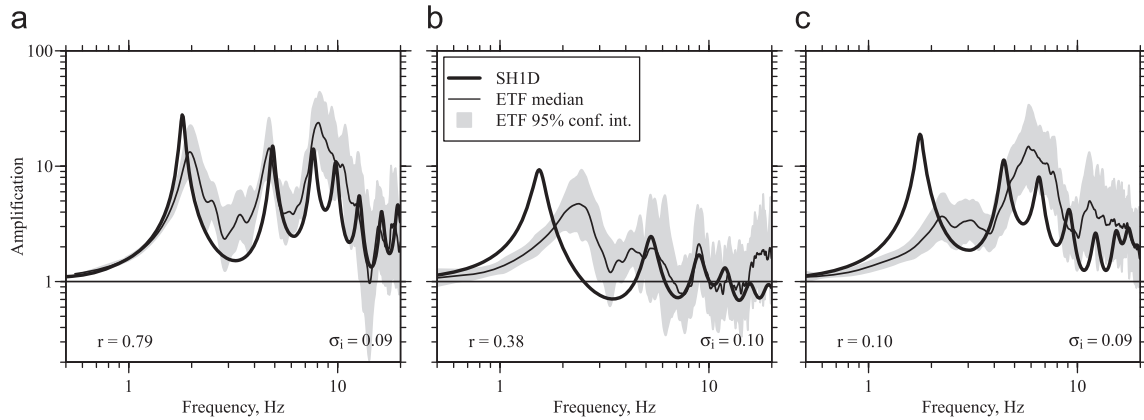 a
b
c
100
10
1
Amplification
SH1D
ETF median
ETF 95% conf. int.
r = 0.79
σi = 0.09
r = 0.38
σi = 0.10
r = 0.10
σi = 0.09
1
10
1
10
1
10
Frequency, Hz
Frequency, Hz
Frequency, Hz